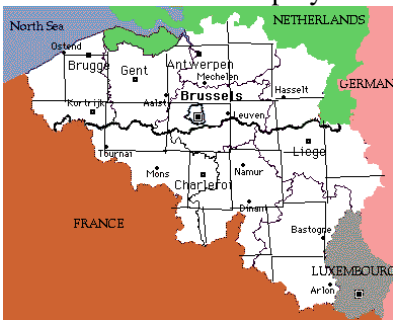 NETHERLANDS
North Sea
Ostend
Brugge
Gent
Antwerpen
Mechelen
GERMAN
Brussels
Hasselt
Kortrijk
Aalst
Leuven
Tournai
Liege
Mons
Charleroi
Namur
Dinant
FRANCE
Bastogne
LUXEMBOURG
Arlon